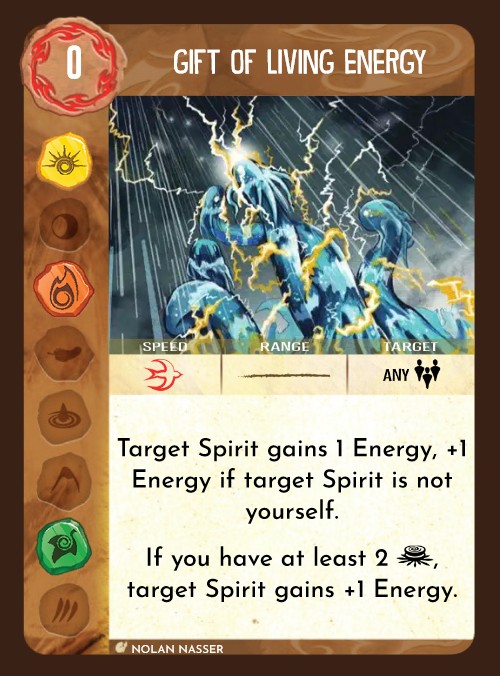 0
GIFT OF LIVING ENERGY
SPEED RANGE TARGET
ANY
Target Spirit gains 1 Energy, +1
Energy if target Spirit is not
yourself.
If you have at least 2 ,
target Spirit gains +1 Energy.
NOLAN NASSER